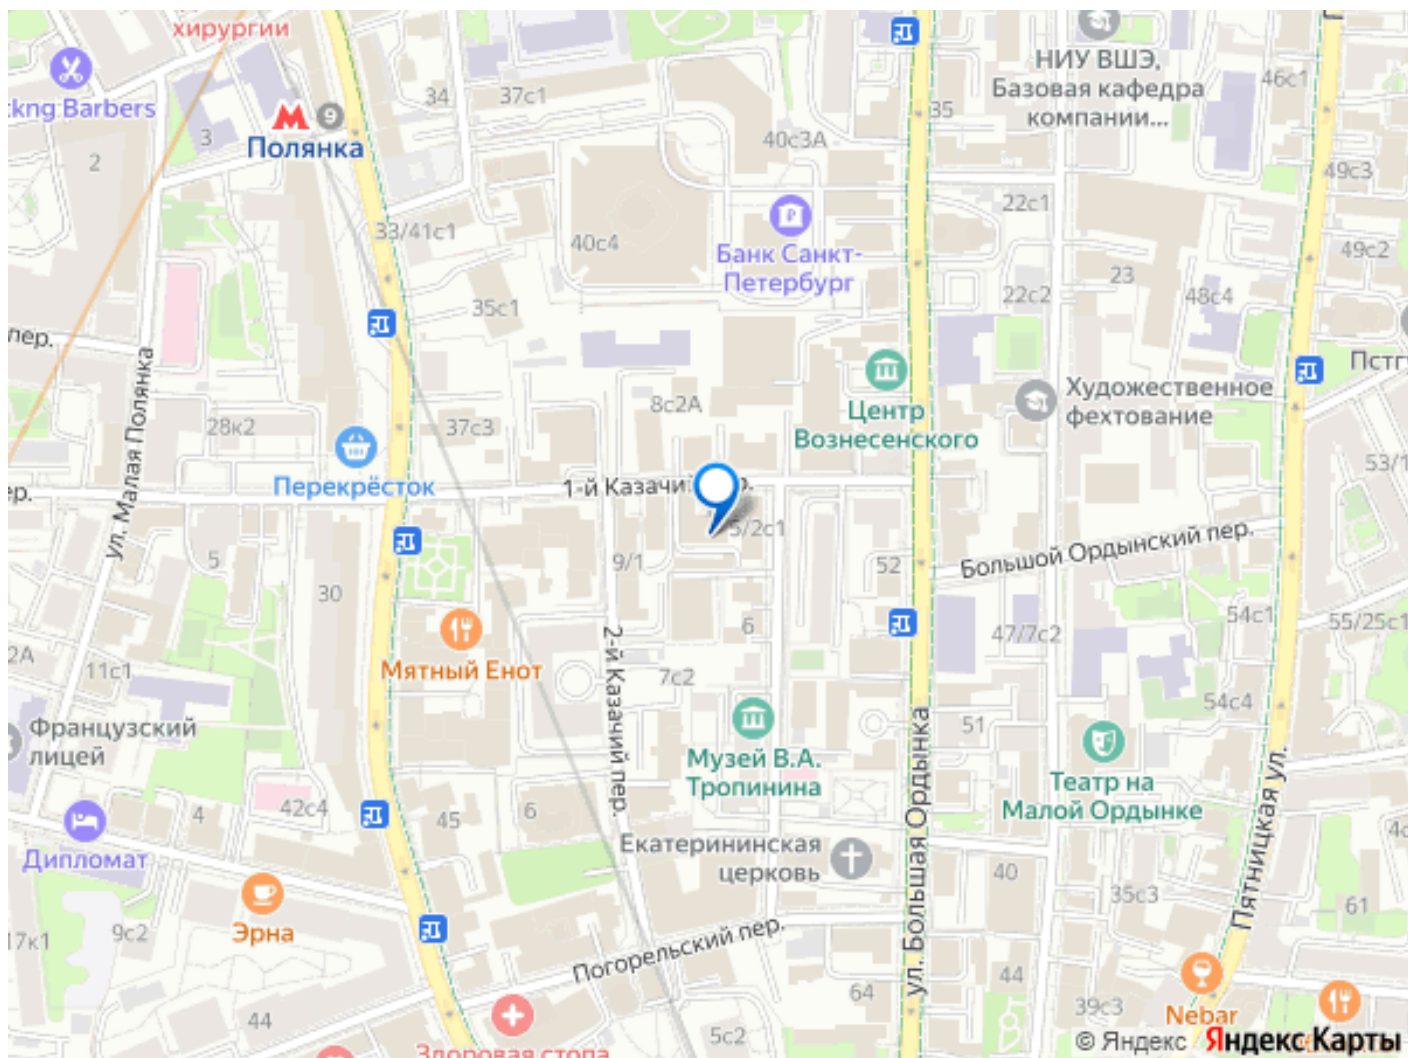 хирургии
НИУ ВШЭ,
Базовая кафедра
компании...
46с1
kng Barbers
34
37с1
35
3
9
Полянка
40с3А
2
49с3
22с1
33/41с1
40с4
Банк Санкт-
Петербург
49с2
23
22с2
48с4
35с1
пер.
Пстг
ул. Малая Полянка
8с2А
Художественное
фехтование
Центр
Вознесенского
28к2
37с3
53/1
Перекрёсток
1-й Казачи
р.
ер.
5/2с1
Большой Ордынский пер.
5
9/1
52
30
54с1
55/25с1
6
47/7с2
2А
11с1
Мятный Енот
2-й Казачий пер.
7с2
54с4
Французский
лицей
51
ул. Большая Ордынка
Музей В.А.
Тропинина
Театр на
Малой Ордынке
Пятницкая ул.
42с4
4
45
6
Дипломат
Екатерининская
церковь
40
35с3
61
9с2
17к1
Эрна
Погорельский пер.
44
64
39с3
Nebar
44
5с2
Здоровая стопа
© Яндекс Яндекс Карты